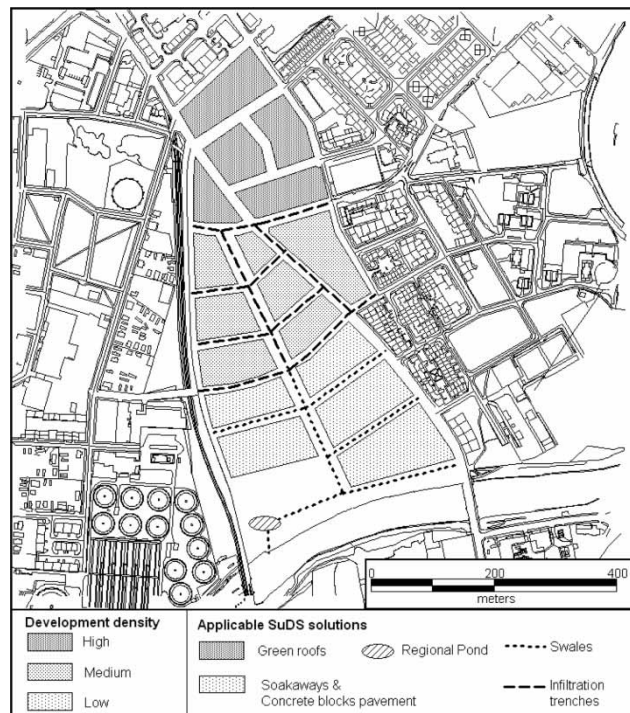 0 200 400
meters
Development density
High
Medium
Low
Applicable SuDS solutions
Green roofs
Regional Pond
Swales
Soakaways &
Concrete blocks pavement
Infiltration
trenches